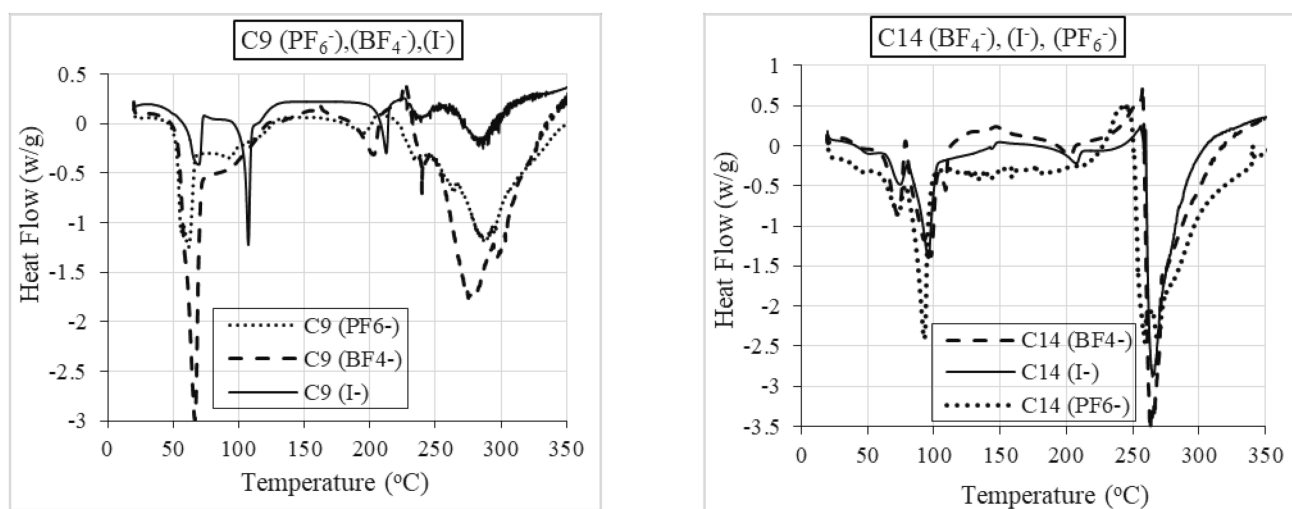 C9 (PF₆⁻),(BF₄⁻),(I⁻)
0.5
0
-0.5
-1
-1.5
-2
-2.5
-3
Heat Flow (w/g)
C9 (PF6-)
C9 (BF4-)
C9 (I-)
0 50 100 150 200 250 300 350
Temperature (°C)
C14 (BF₄⁻), (I⁻), (PF₆⁻)
1
0.5
0
-0.5
-1
-1.5
-2
-2.5
-3
-3.5
Heat Flow (w/g)
C14 (BF4-)
C14 (I-)
C14 (PF6-)
0 50 100 150 200 250 300 350
Temperature (°C)